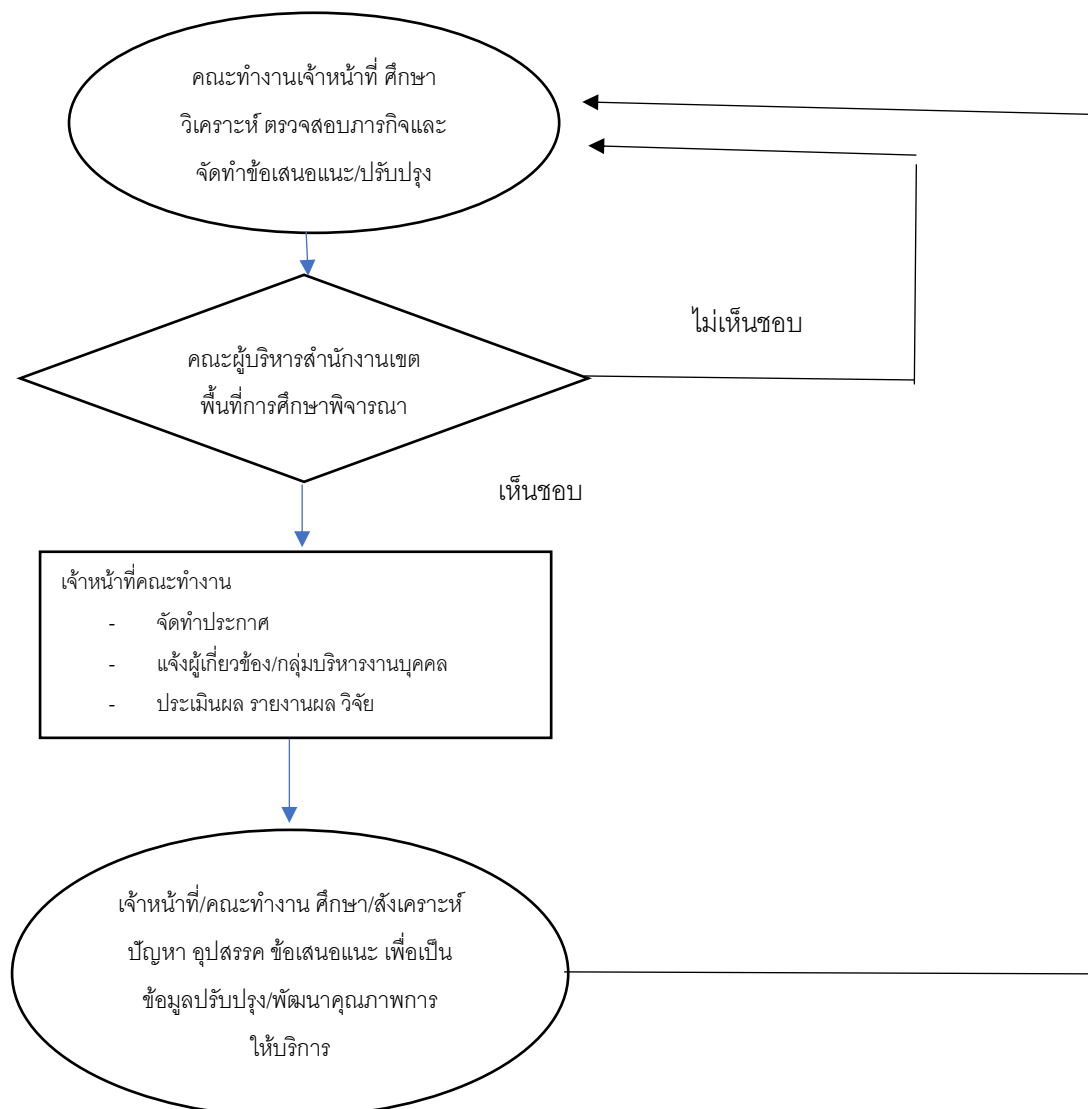 คณะทำงานเจ้าหน้าที่ ศึกษา
วิเคราะห์ ตรวจสอบภารกิจและ
จัดทำข้อเสนอแนะ/ปรับปรุง
ไม่เห็นชอบ
คณะผู้บริหารสำนักงานเขต
พื้นที่การศึกษาพิจารณา
เห็นชอบ
เจ้าหน้าที่คณะทำงาน
- จัดทำประกาศ
- แจ้งผู้เกี่ยวข้อง/กลุ่มบริหารงานบุคคล
- ประเมินผล รายงานผล วิจัย
เจ้าหน้าที่/คณะทำงาน ศึกษา/สังเคราะห์
ปัญหา อุปสรรค ข้อเสนอแนะ เพื่อเป็น
ข้อมูลปรับปรุง/พัฒนาคุณภาพการ
ให้บริการ